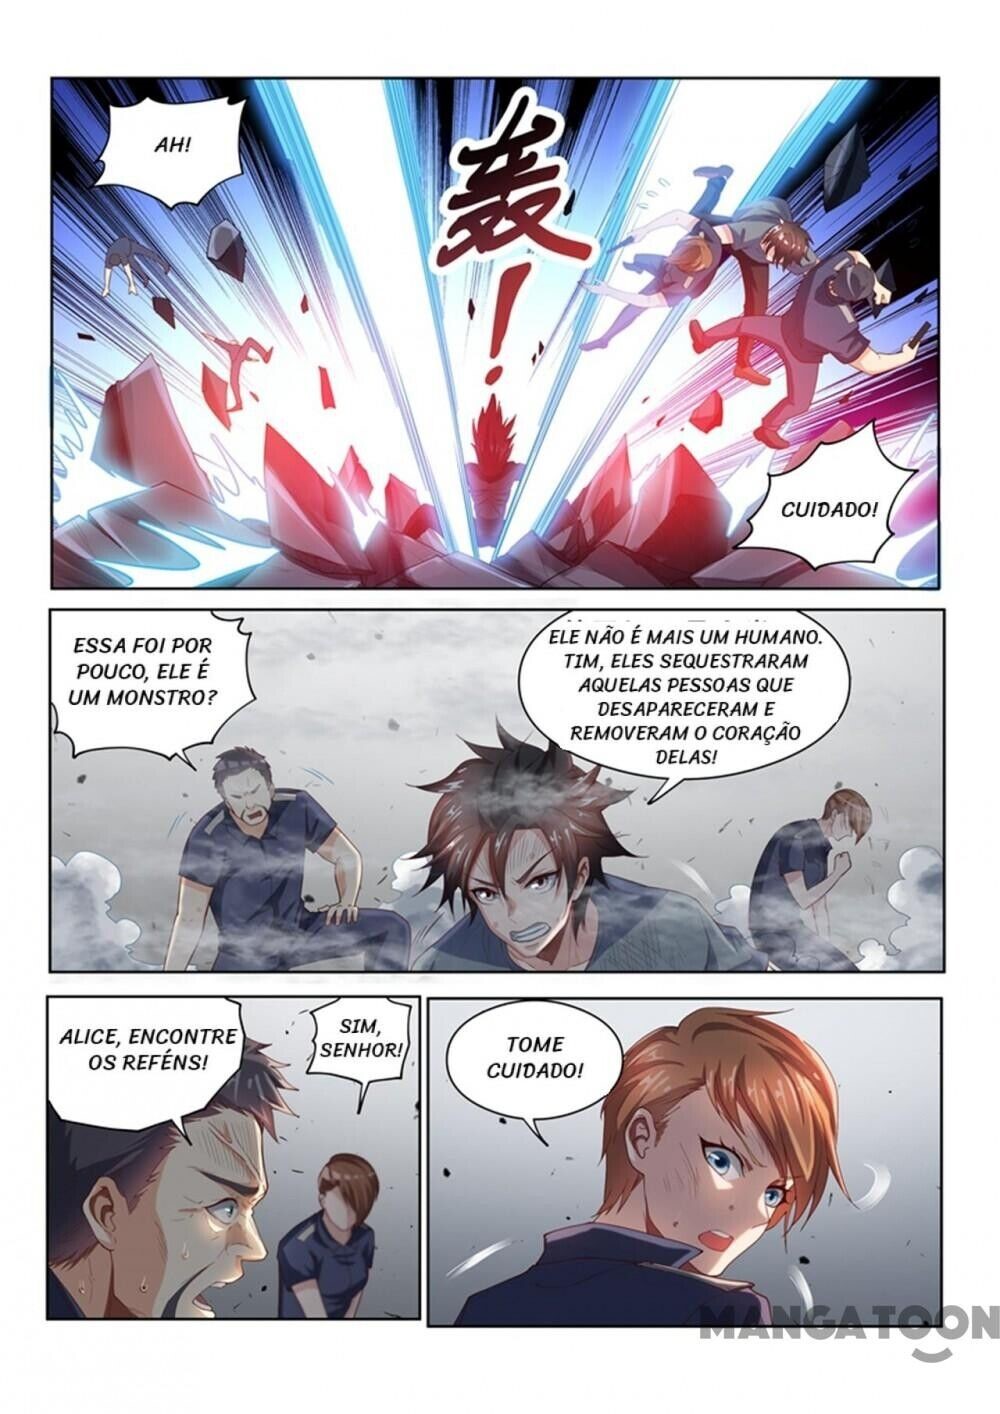 AH!
轰!
CUIDADO!
ESSA FOI POR
POUCO, ELE É
UM MONSTRO?
ELE NÃO É MAIS UM HUMANO.
TIM, ELES SEQUESTRARAM
AQUELAS PESSOAS QUE
DESAPARECERAM E
REMOVERAM O CORAÇÃO
DELAS!
ALICE, ENCONTRE
OS REFÉNS!
SIM,
SENHOR!
TOME
CUIDADO!
MANGATOON